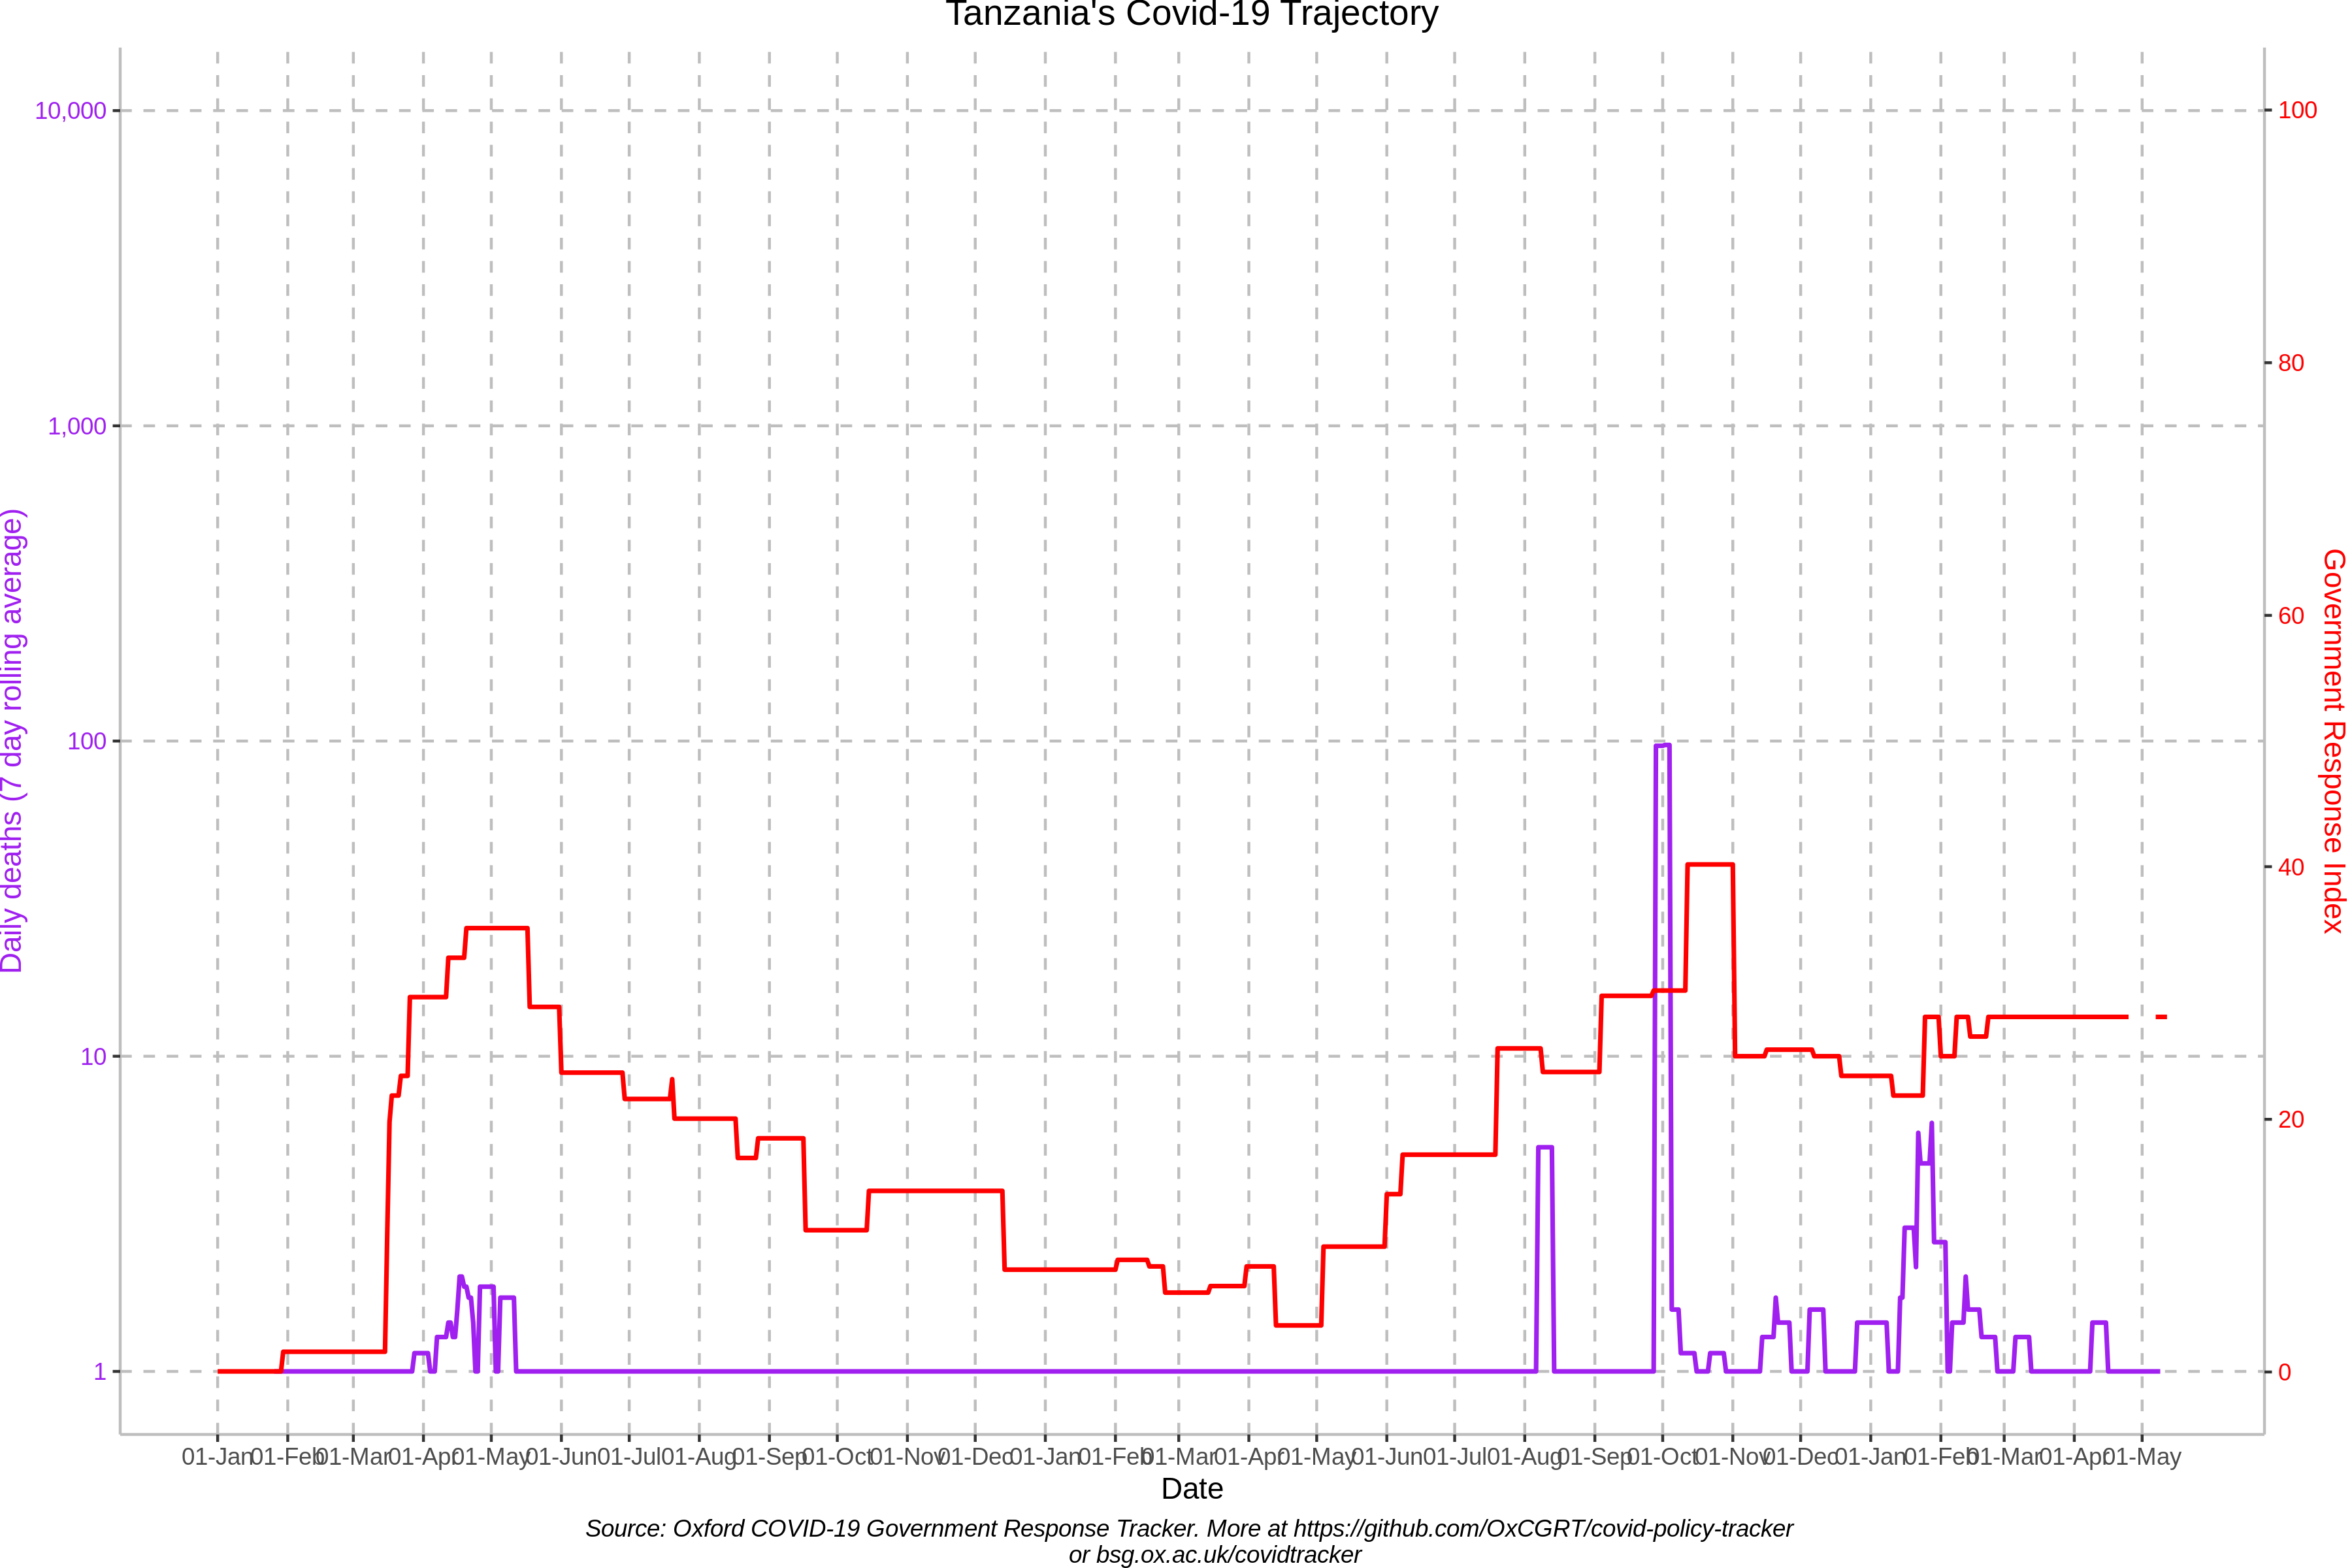 Tanzania's Covid-19 Trajectory
10,000
1,000
100
10
1
Daily deaths (7 day rolling average)
100
80
60
40
20
0
Government Response Index
01-Jan 01-Feb 01-Mar 01-Apr 01-May 01-Jun 01-Jul 01-Aug 01-Sep 01-Oct 01-Nov 01-Dec 01-Jan 01-Feb 01-Mar 01-Apr 01-May 01-Jun 01-Jul 01-Aug 01-Sep 01-Oct 01-Nov 01-Dec 01-Jan 01-Feb 01-Mar 01-Apr 01-May
Date
Source: Oxford COVID-19 Government Response Tracker. More at https://github.com/OxCGRT/covid-policy-tracker
or bsg.ox.ac.uk/covidtracker